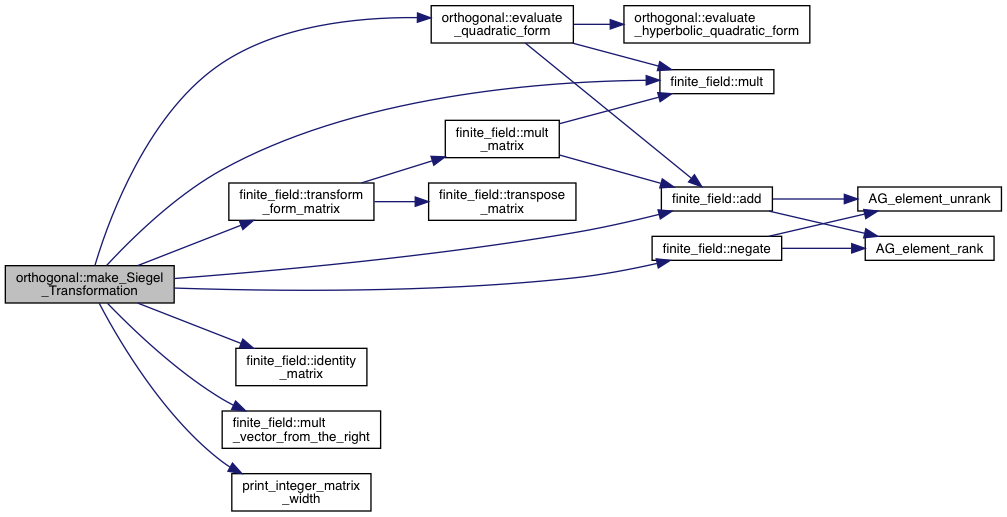 orthogonal::evaluate
_quadratic_form
orthogonal::evaluate
_hyperbolic_quadratic_form
finite_field::mult
finite_field::mult
_matrix
finite_field::transform
_form_matrix
finite_field::transpose
_matrix
finite_field::add
AG_element_unrank
finite_field::negate
AG_element_rank
orthogonal::make_Siegel
_Transformation
finite_field::identity
_matrix
finite_field::mult
_vector_from_the_right
print_integer_matrix
_width